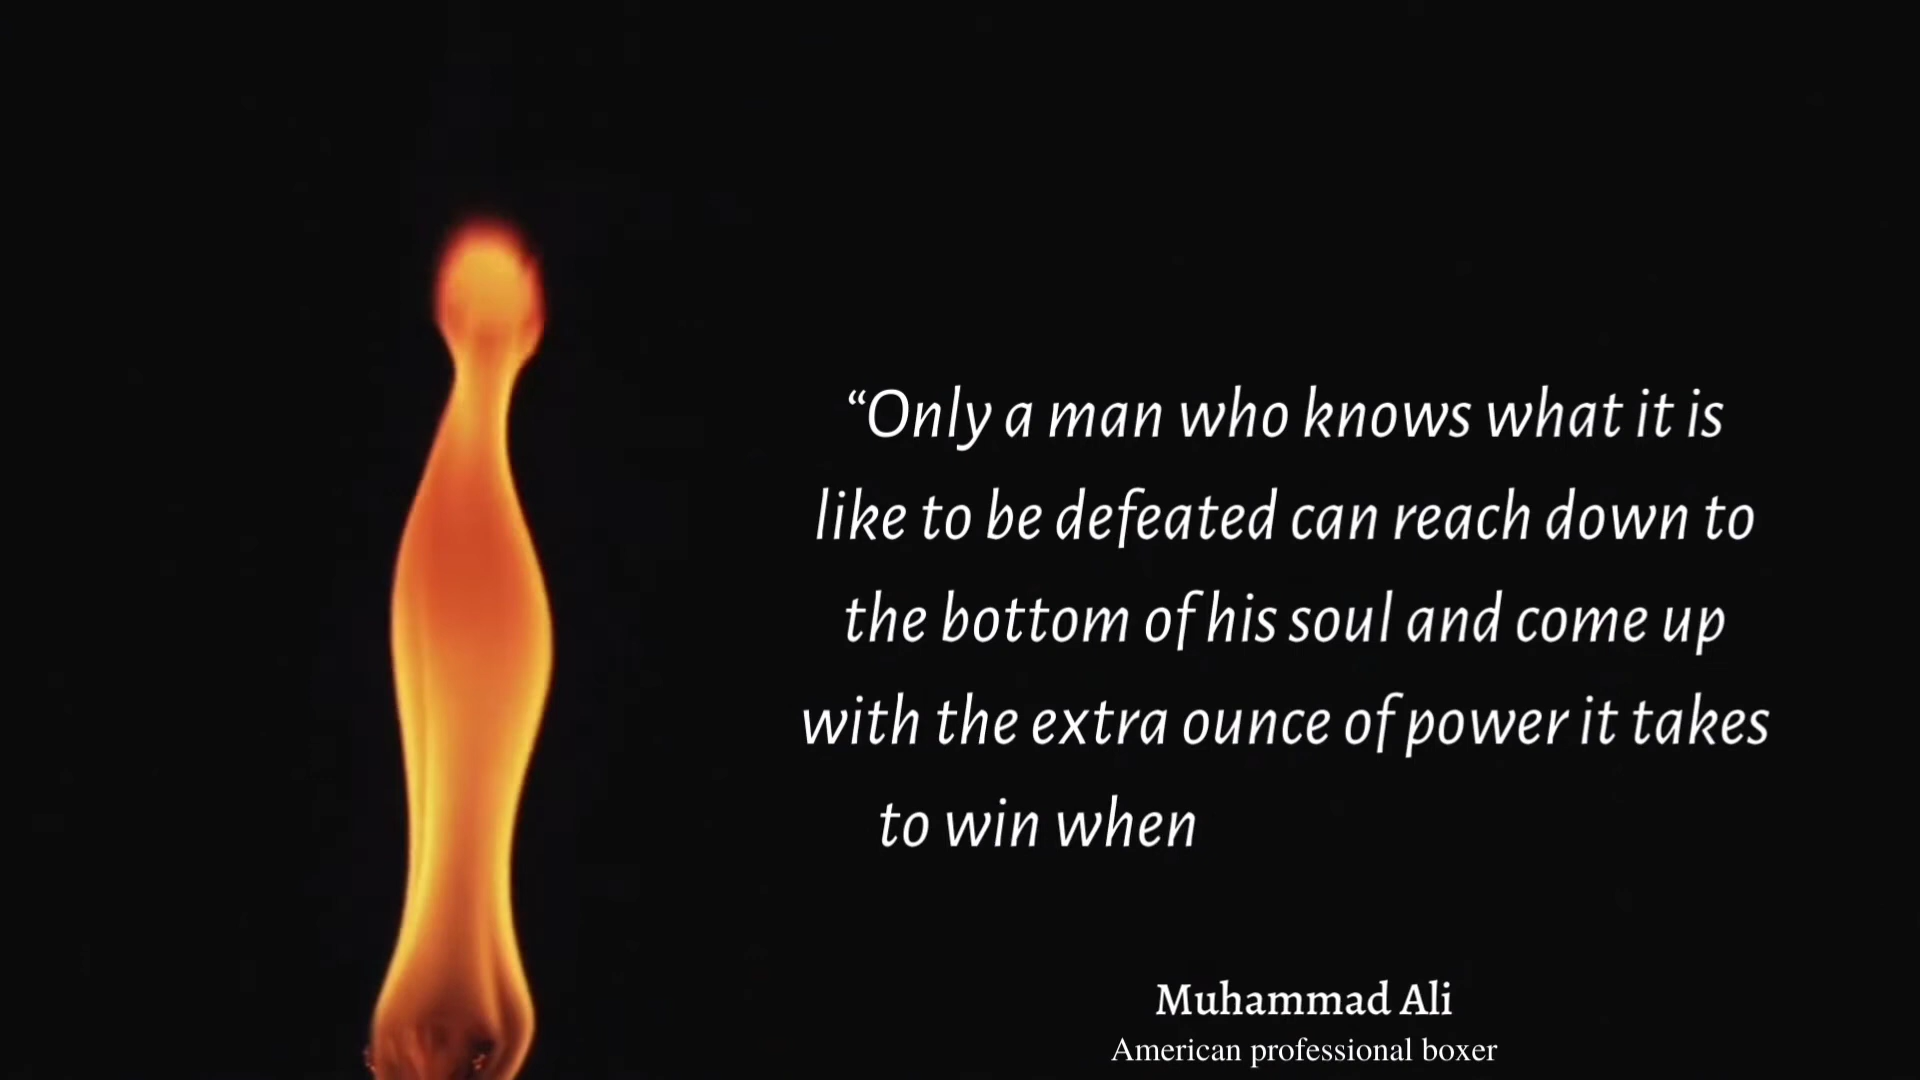 “Only a man who knows what it is
like to be defeated can reach down to
the bottom of his soul and come up
with the extra ounce of power it takes
to win when
Muhammad Ali
American professional boxer